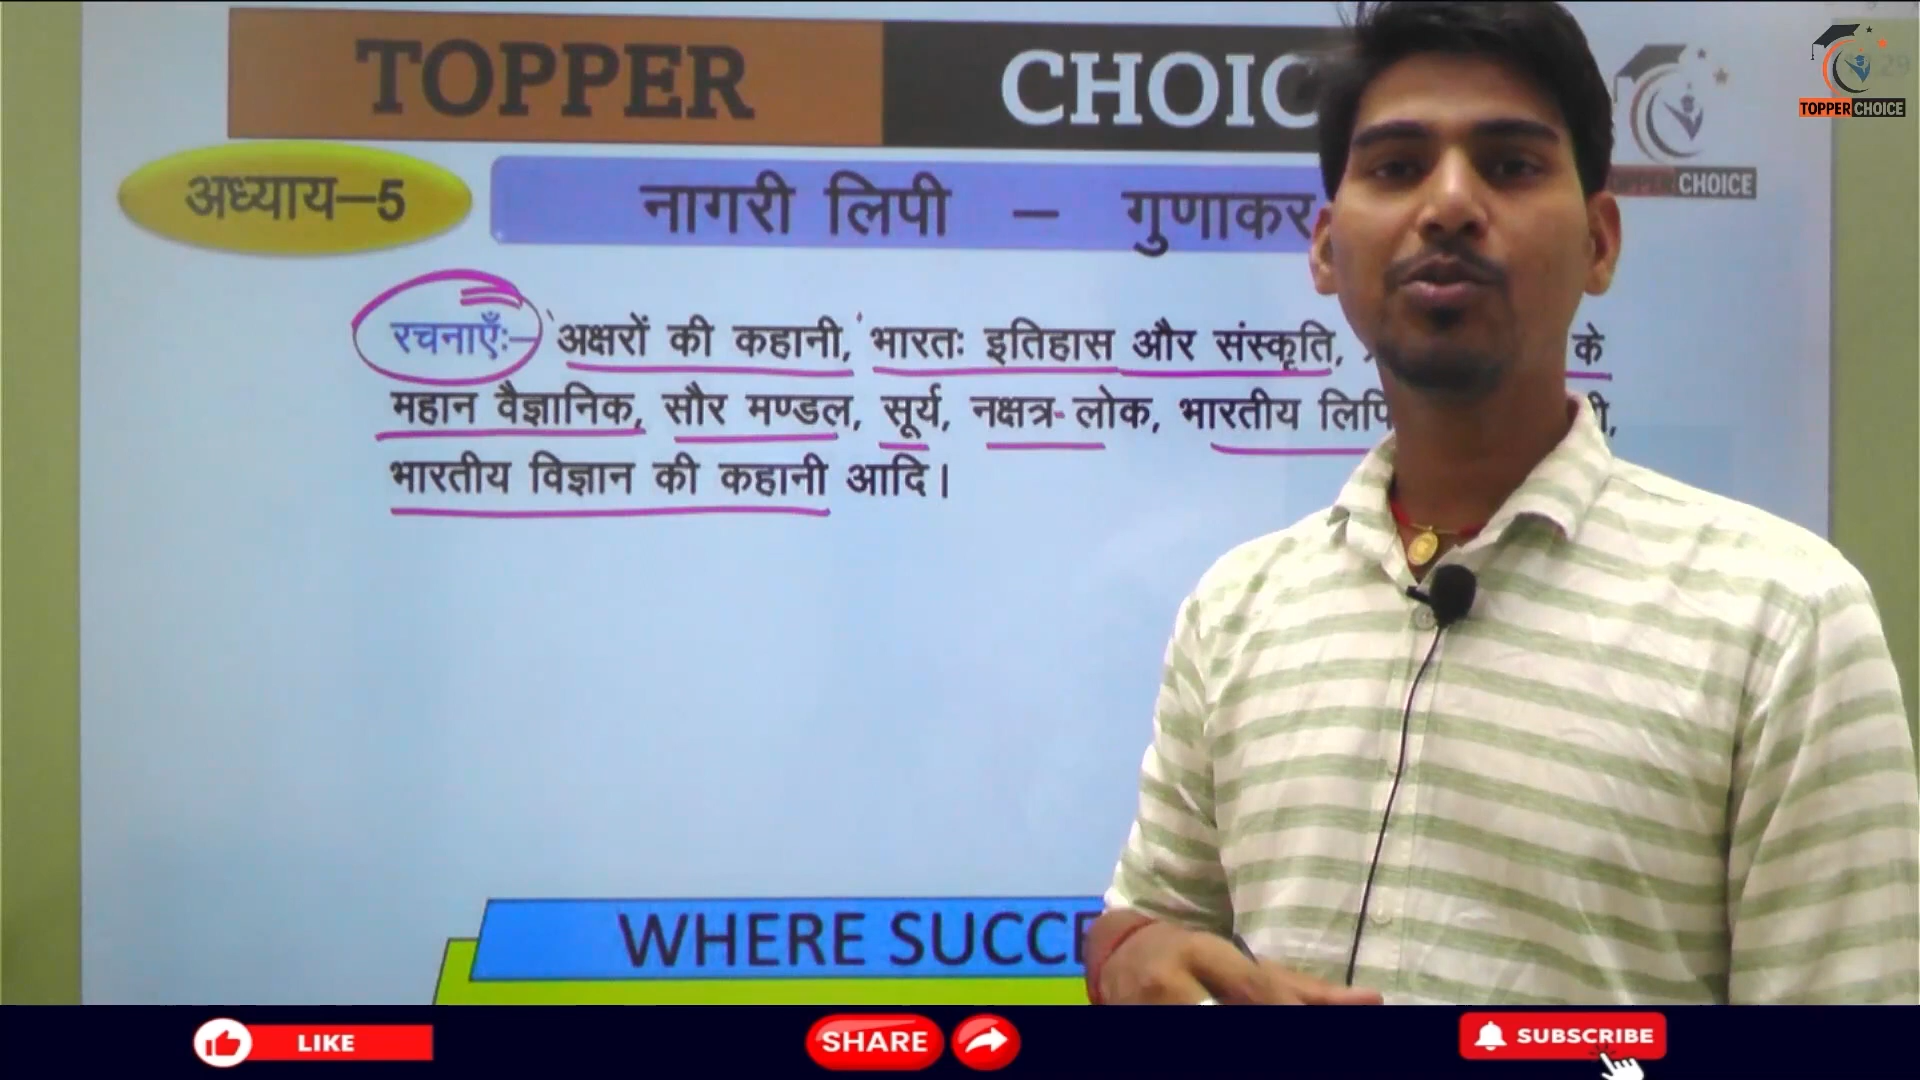 TOPPER CHOIC
TOPPER CHOICE
CHOICE
अध्याय–5
नागरी लिपी – गुणाकर
रचनाएँ:– अक्षरों की कहानी, भारतः इतिहास और संस्कृति, के
महान वैज्ञानिक, सौर मण्डल, सूर्य, नक्षत्र-लोक, भारतीय
भारतीय विज्ञान की कहानी आदि।
WHERE
LIKE
SHARE
SUBSCRIBE